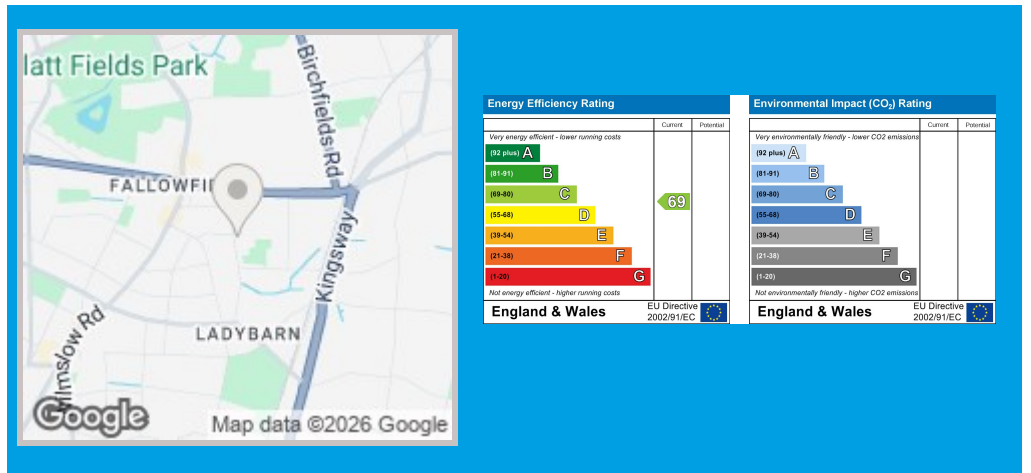 latt Fields Park
Birchfields Rd
FALLOWFI
Kingsway
LADYBARN
Wilmslow Rd
Google
Map data ©2026 Google
Energy Efficiency Rating
Current
Potential
Very energy efficient - lower running costs
(92 plus) A
(81-91) B
(69-80) C
(55-68) D
(39-54) E
(21-38) F
(1-20) G
69
Not energy efficient - higher running costs
England & Wales
EU Directive
2002/91/EC
Environmental Impact (CO2) Rating
Current
Potential
Very environmentally friendly - lower CO2 emissions
(92 plus) A
(81-91) B
(69-80) C
(55-68) D
(39-54) E
(21-38) F
(1-20) G
Not environmentally friendly - higher CO2 emissions
England & Wales
EU Directive
2002/91/EC